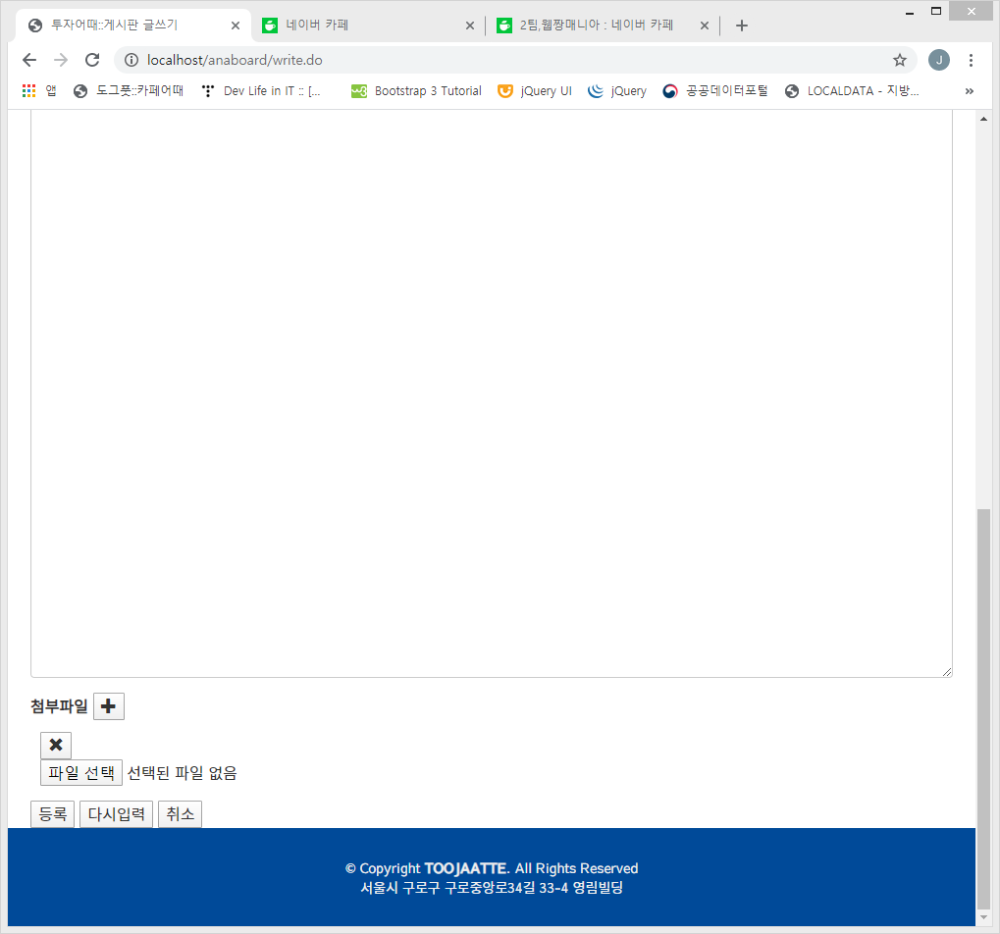 투자어때::게시판 글쓰기
네이버 카페
2팀,웹짱매니아 : 네이버 카페
localhost/anaboard/write.do
J
앱
도그풋::카페어때
Dev Life in IT :: [...
Bootstrap 3 Tutorial
jQuery UI
jQuery
공공데이터포털
LOCALDATA - 지방...
첨부파일
파일 선택 선택된 파일 없음
등록 다시입력 취소
© Copyright TOOJAATTE. All Rights Reserved
서울시 구로구 구로중앙로34길 33-4 영림빌딩